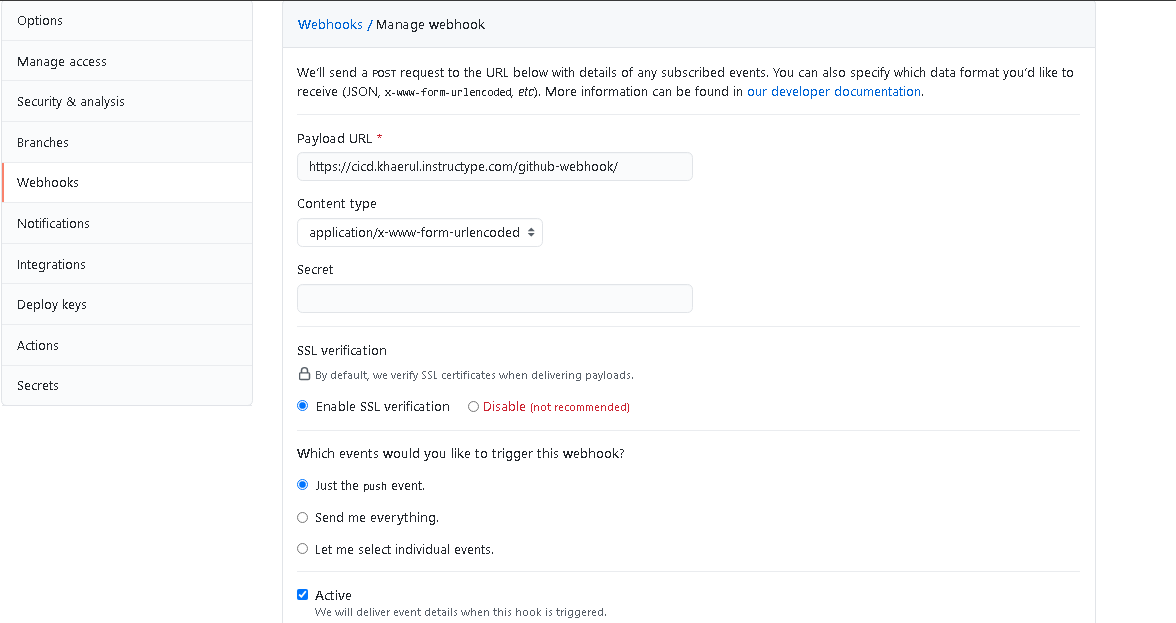 Options
Manage access
Security & analysis
Branches
Webhooks
Notifications
Integrations
Deploy keys
Actions
Secrets
Webhooks / Manage webhook
We'll send a POST request to the URL below with details of any subscribed events. You can also specify which data format you'd like to
receive (JSON, x-www-form-urlencoded, etc). More information can be found in our developer documentation.
Payload URL *
https://cicd.khaerul.instructype.com/github-webhook/
Content type
application/x-www-form-urlencoded
Secret
SSL verification
By default, we verify SSL certificates when delivering payloads.
Enable SSL verification Disable (not recommended)
Which events would you like to trigger this webhook?
Just the push event.
Send me everything.
Let me select individual events.
Active
We will deliver event details when this hook is triggered.